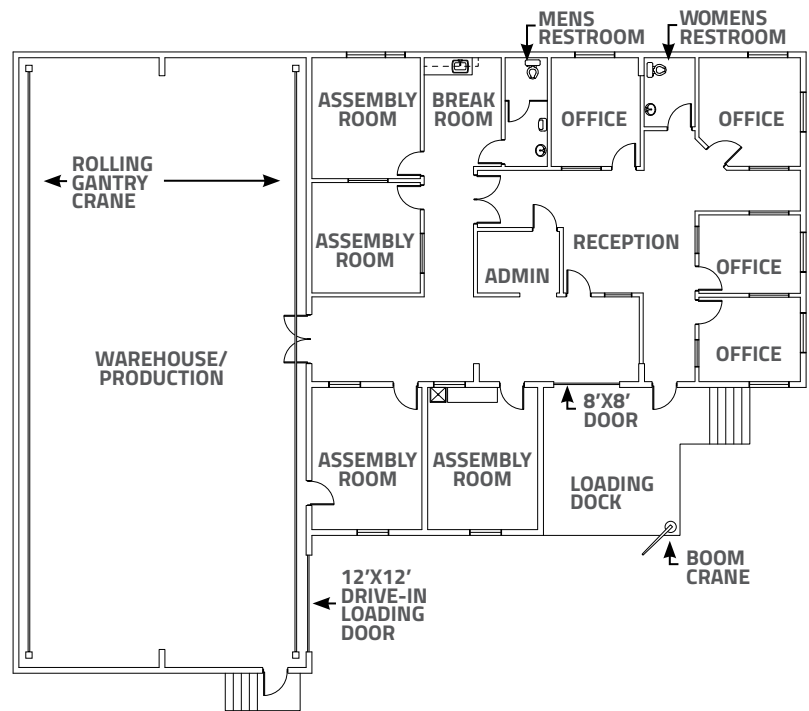 MENS
RESTROOM
WOMENS
RESTROOM
ASSEMBLY
ROOM
BREAK
ROOM
OFFICE
OFFICE
ROLLING
GANTRY
CRANE
ASSEMBLY
ROOM
RECEPTION
ADMIN
OFFICE
WAREHOUSE/
PRODUCTION
OFFICE
8'X8'
DOOR
ASSEMBLY
ROOM
ASSEMBLY
ROOM
LOADING
DOCK
BOOM
CRANE
12'X12'
DRIVE-IN
LOADING
DOOR